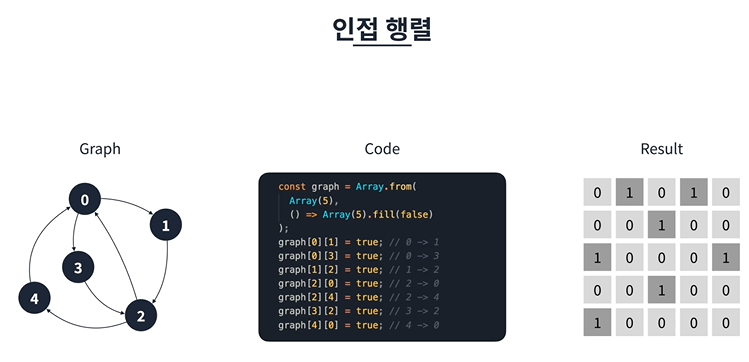 인접 행렬
Graph
0
1
3
4
2
Code
const graph = Array.from(
Array(5),
() => Array(5).fill(false)
);
graph[0][1] = true; // 0 -> 1
graph[0][3] = true; // 0 -> 3
graph[1][2] = true; // 1 -> 2
graph[2][0] = true; // 2 -> 0
graph[2][4] = true; // 2 -> 4
graph[3][2] = true; // 3 -> 2
graph[4][0] = true; // 4 -> 0
Result
0 1 0 1 0
0 0 1 0 0
1 0 0 0 1
0 0 1 0 0
1 0 0 0 0